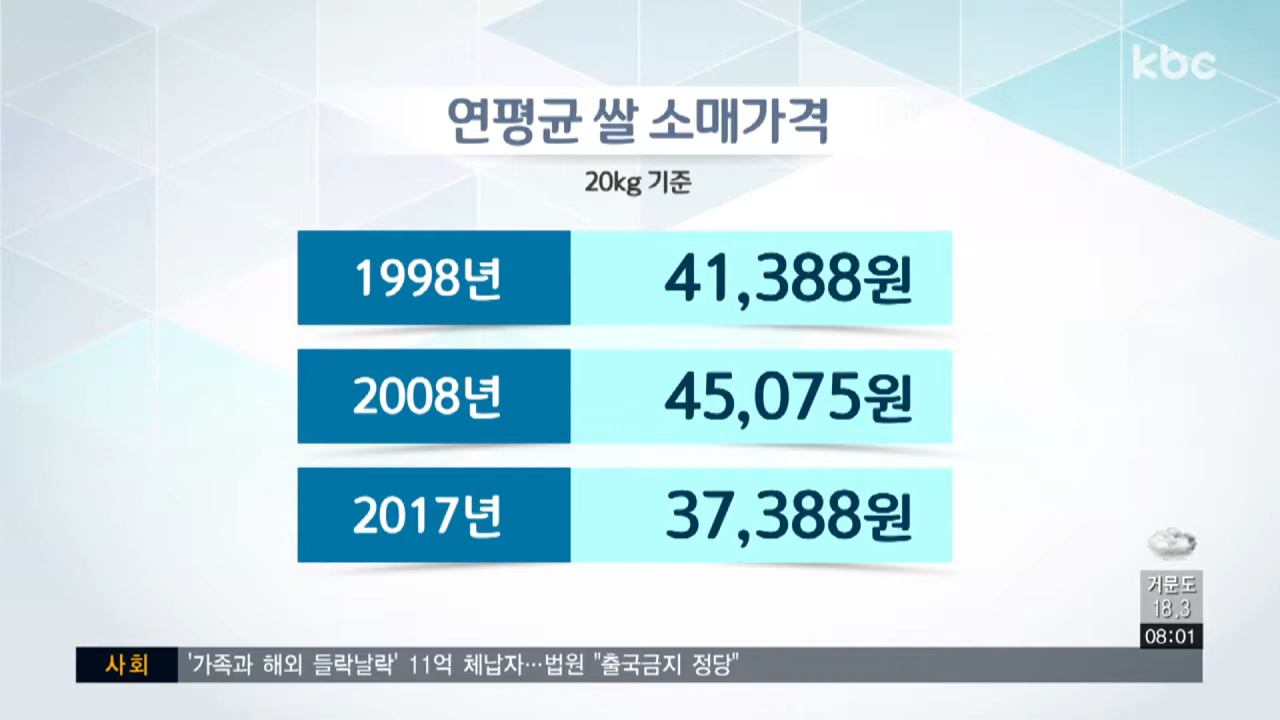 kbc
연평균 쌀 소매가격
20kg 기준
1998년 41,388원
2008년 45,075원
2017년 37,388원
거문도
18.3
08:01
사회 '가족과 해외 들락날락' 11억 체납자…법원 "출국금지 정당"